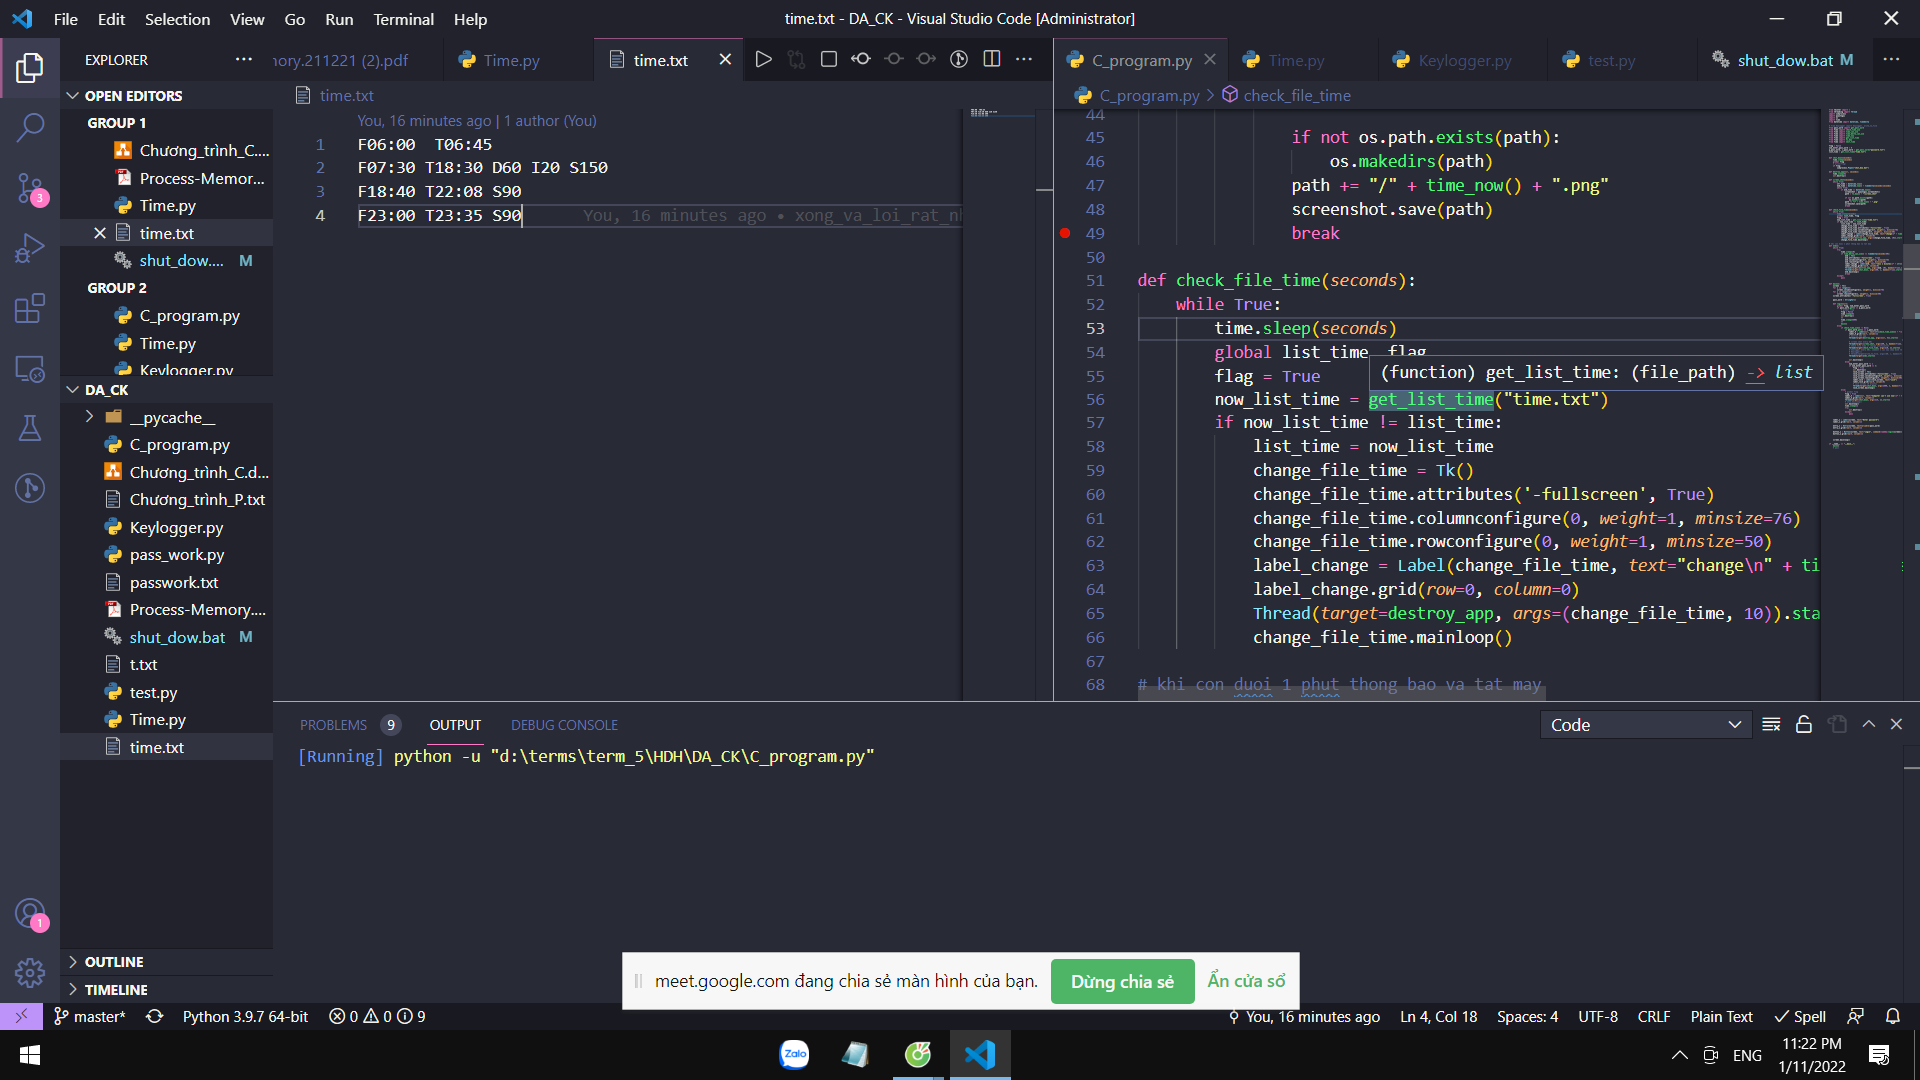 File Edit Selection View Go Run Terminal Help
time.txt - DA_CK - Visual Studio Code [Administrator]
EXPLORER
OPEN EDITORS
GROUP 1
Chương_trình_C....
Process-Memor...
Time.py
time.txt
shut_dow.... M
GROUP 2
C_program.py
Time.py
Keylogger.py
DA_CK
__pycache__
C_program.py
Chương_trình_C.d...
Chương_trình_P.txt
Keylogger.py
pass_work.py
passwork.txt
Process-Memory....
shut_dow.bat M
t.txt
test.py
Time.py
time.txt
OUTLINE
TIMELINE
3
1
ory.211221 (2).pdf
Time.py
time.txt
time.txt
You, 16 minutes ago | 1 author (You)
1 F06:00  T06:45
2 F07:30 T18:30 D60 I20 S150
3 F18:40 T22:08 S90
4 F23:00 T23:35 S90 You, 16 minutes ago • xong_va_loi_rat_n
C_program.py
Time.py
Keylogger.py
test.py
shut_dow.bat M
C_program.py > check_file_time
44
45 if not os.path.exists(path):
46 os.makedirs(path)
47 path += "/" + time_now() + ".png"
48 screenshot.save(path)
49 break
50
51 def check_file_time(seconds):
52 while True:
53 time.sleep(seconds)
54 global list_time, flag
(function) get_list_time: (file_path) -> list
55 flag = True
56 now_list_time = get_list_time("time.txt")
57 if now_list_time != list_time:
58 list_time = now_list_time
59 change_file_time = Tk()
60 change_file_time.attributes('-fullscreen', True)
61 change_file_time.columnconfigure(0, weight=1, minsize=76)
62 change_file_time.rowconfigure(0, weight=1, minsize=50)
63 label_change = Label(change_file_time, text="change\n" + ti
64 label_change.grid(row=0, column=0)
65 Thread(target=destroy_app, args=(change_file_time, 10)).sta
66 change_file_time.mainloop()
67
68 # khi con duoi 1 phut thong bao va tat may
PROBLEMS 9 OUTPUT DEBUG CONSOLE
Code
[Running] python -u "d:\terms\term_5\HDH\DA_CK\C_program.py"
meet.google.com đang chia sẻ màn hình của bạn. Dừng chia sẻ Ẩn cửa sổ
master* Python 3.9.7 64-bit 0 0 9
You, 16 minutes ago Ln 4, Col 18 Spaces: 4 UTF-8 CRLF Plain Text Spell
Zalo
ENG
11:22 PM
1/11/2022